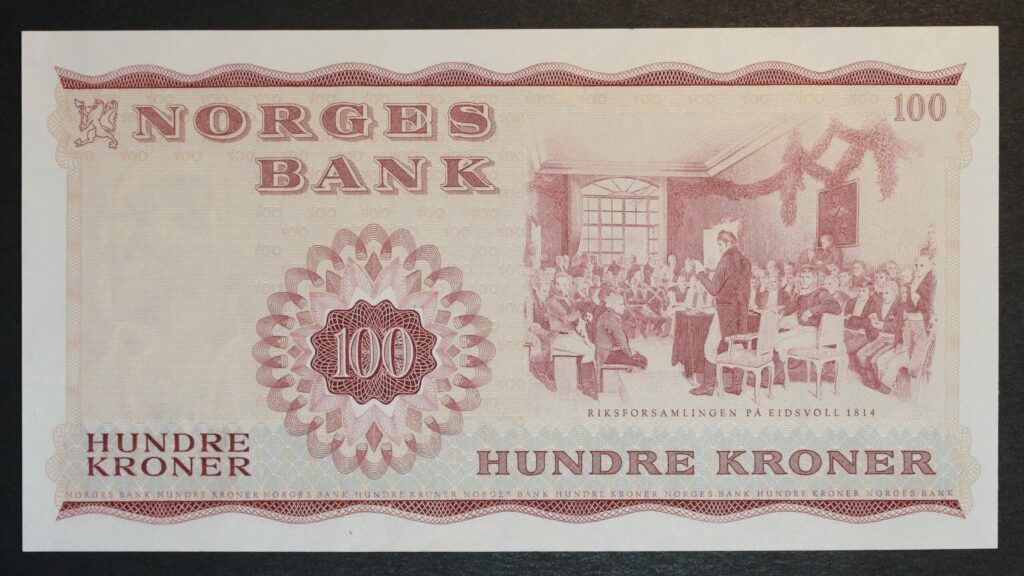 NORGES
BANK
100
100
RIKSFORSAMLINGEN PÅ EIDSVOLL 1814
HUNDRE
KRONER
HUNDRE KRONER
NORGES BANK HUNDRE KRONER NORGES BANK HUNDRE KRONER NORGES BANK HUNDRE KRONER NORGES BANK HUNDRE KRONER NORGES BANK